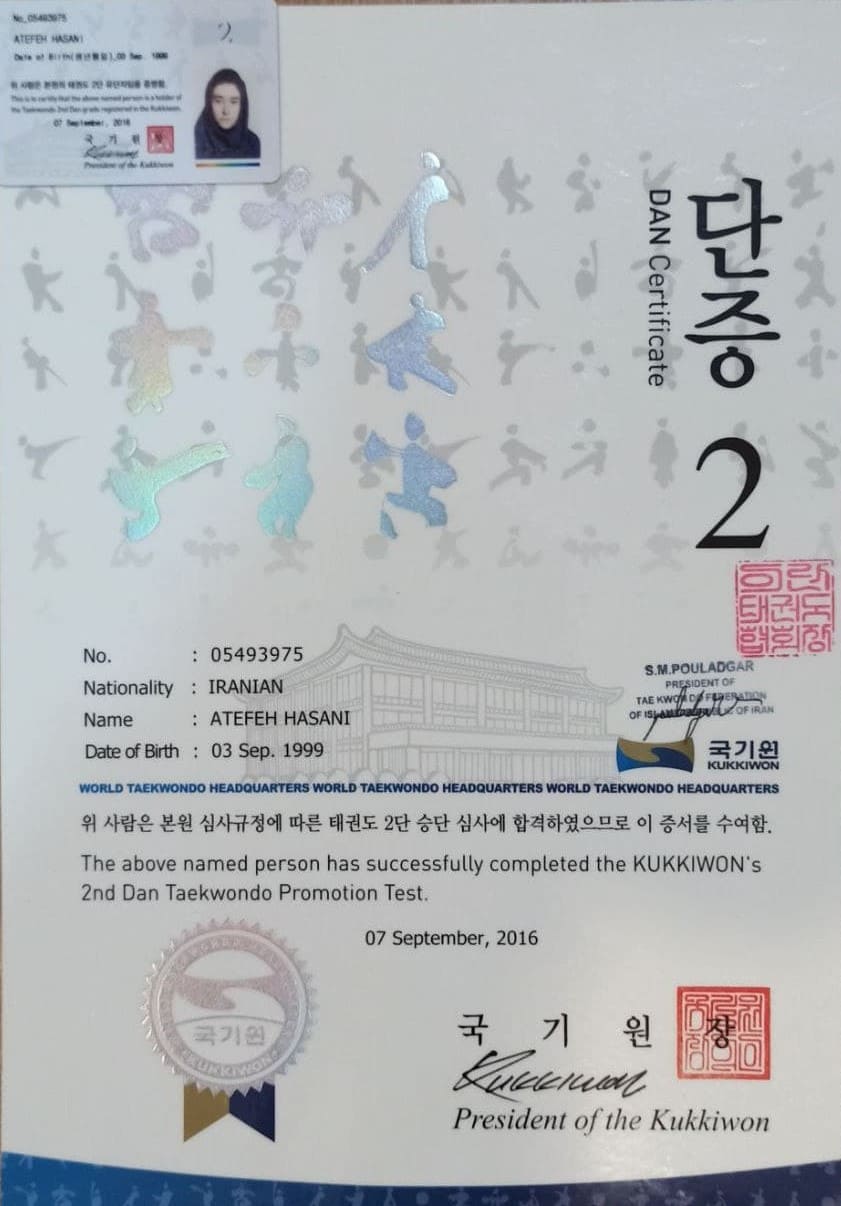 No. 05493975
ATEFEH HASANI
Date of Birth(생년월일) 03 Sep. 1999
위 사람은 본원의 태권도 2단 유단자임을 증명함.
This is to certify that the above named person is a holder of
the Taekwondo 2nd Dan grade registered in the Kukkiwon.
07 September, 2016
국 기 원 장
Kukkiwon
President of the Kukkiwon
단증
DAN Certificate
2
No. : 05493975
Nationality : IRANIAN
Name : ATEFEH HASANI
Date of Birth : 03 Sep. 1999
S.M.POULADGAR
PRESIDENT OF
TAE KWON DO FEDERATION
OF ISLAMIC REPUBLIC OF IRAN
국기원
KUKKIWON
WORLD TAEKWONDO HEADQUARTERS WORLD TAEKWONDO HEADQUARTERS WORLD TAEKWONDO HEADQUARTERS
위 사람은 본원 심사규정에 따른 태권도 2단 승단 심사에 합격하였으므로 이 증서를 수여함.
The above named person has successfully completed the KUKKIWON's
2nd Dan Taekwondo Promotion Test.
07 September, 2016
국기원
KUKKIWON
국 기 원 장
Kukkiwon
President of the Kukkiwon